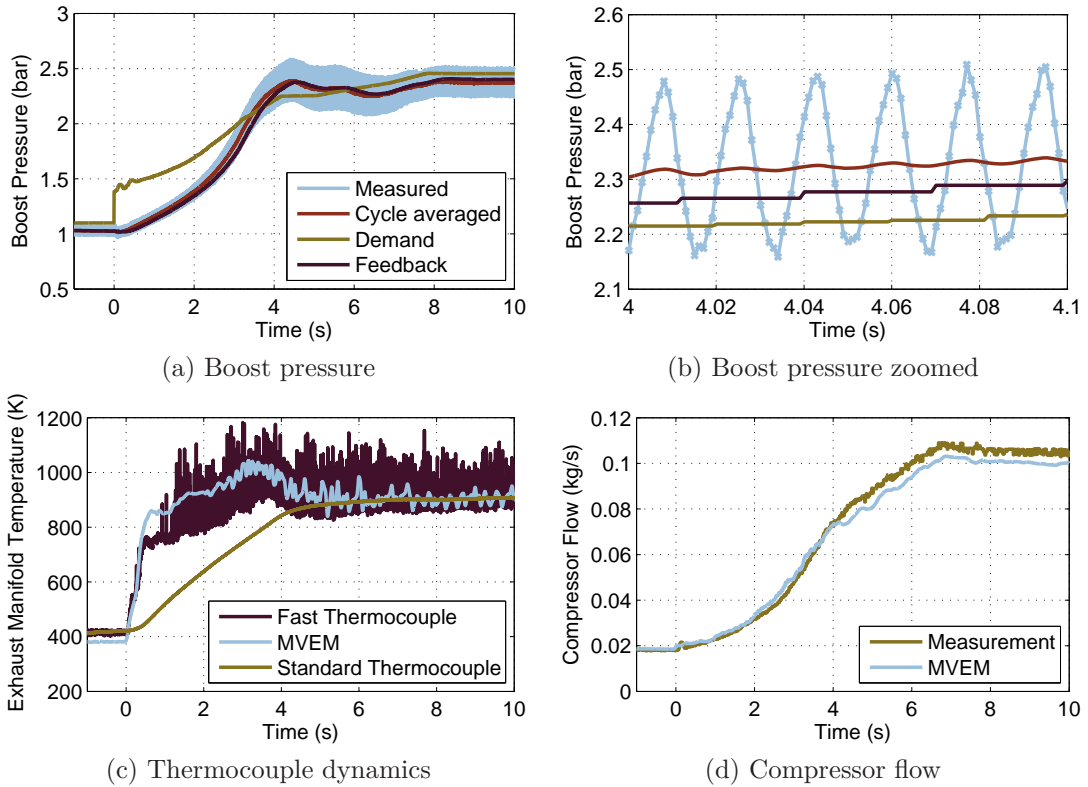 3
2.5
2
1.5
1
0.5
0
2
4
6
8
10
Boost Pressure (bar)
Time (s)
Measured
Cycle averaged
Demand
Feedback
(a) Boost pressure
2.6
2.5
2.4
2.3
2.2
2.1
4
4.02
4.04
4.06
4.08
4.1
Boost Pressure (bar)
Time (s)
(b) Boost pressure zoomed
1200
1000
800
600
400
200
0
2
4
6
8
10
Exhaust Manifold Temperature (K)
Time (s)
Fast Thermocouple
MVEM
Standard Thermocouple
(c) Thermocouple dynamics
0.12
0.1
0.08
0.06
0.04
0.02
0
0
2
4
6
8
10
Compressor Flow (kg/s)
Time (s)
Measurement
MVEM
(d) Compressor flow